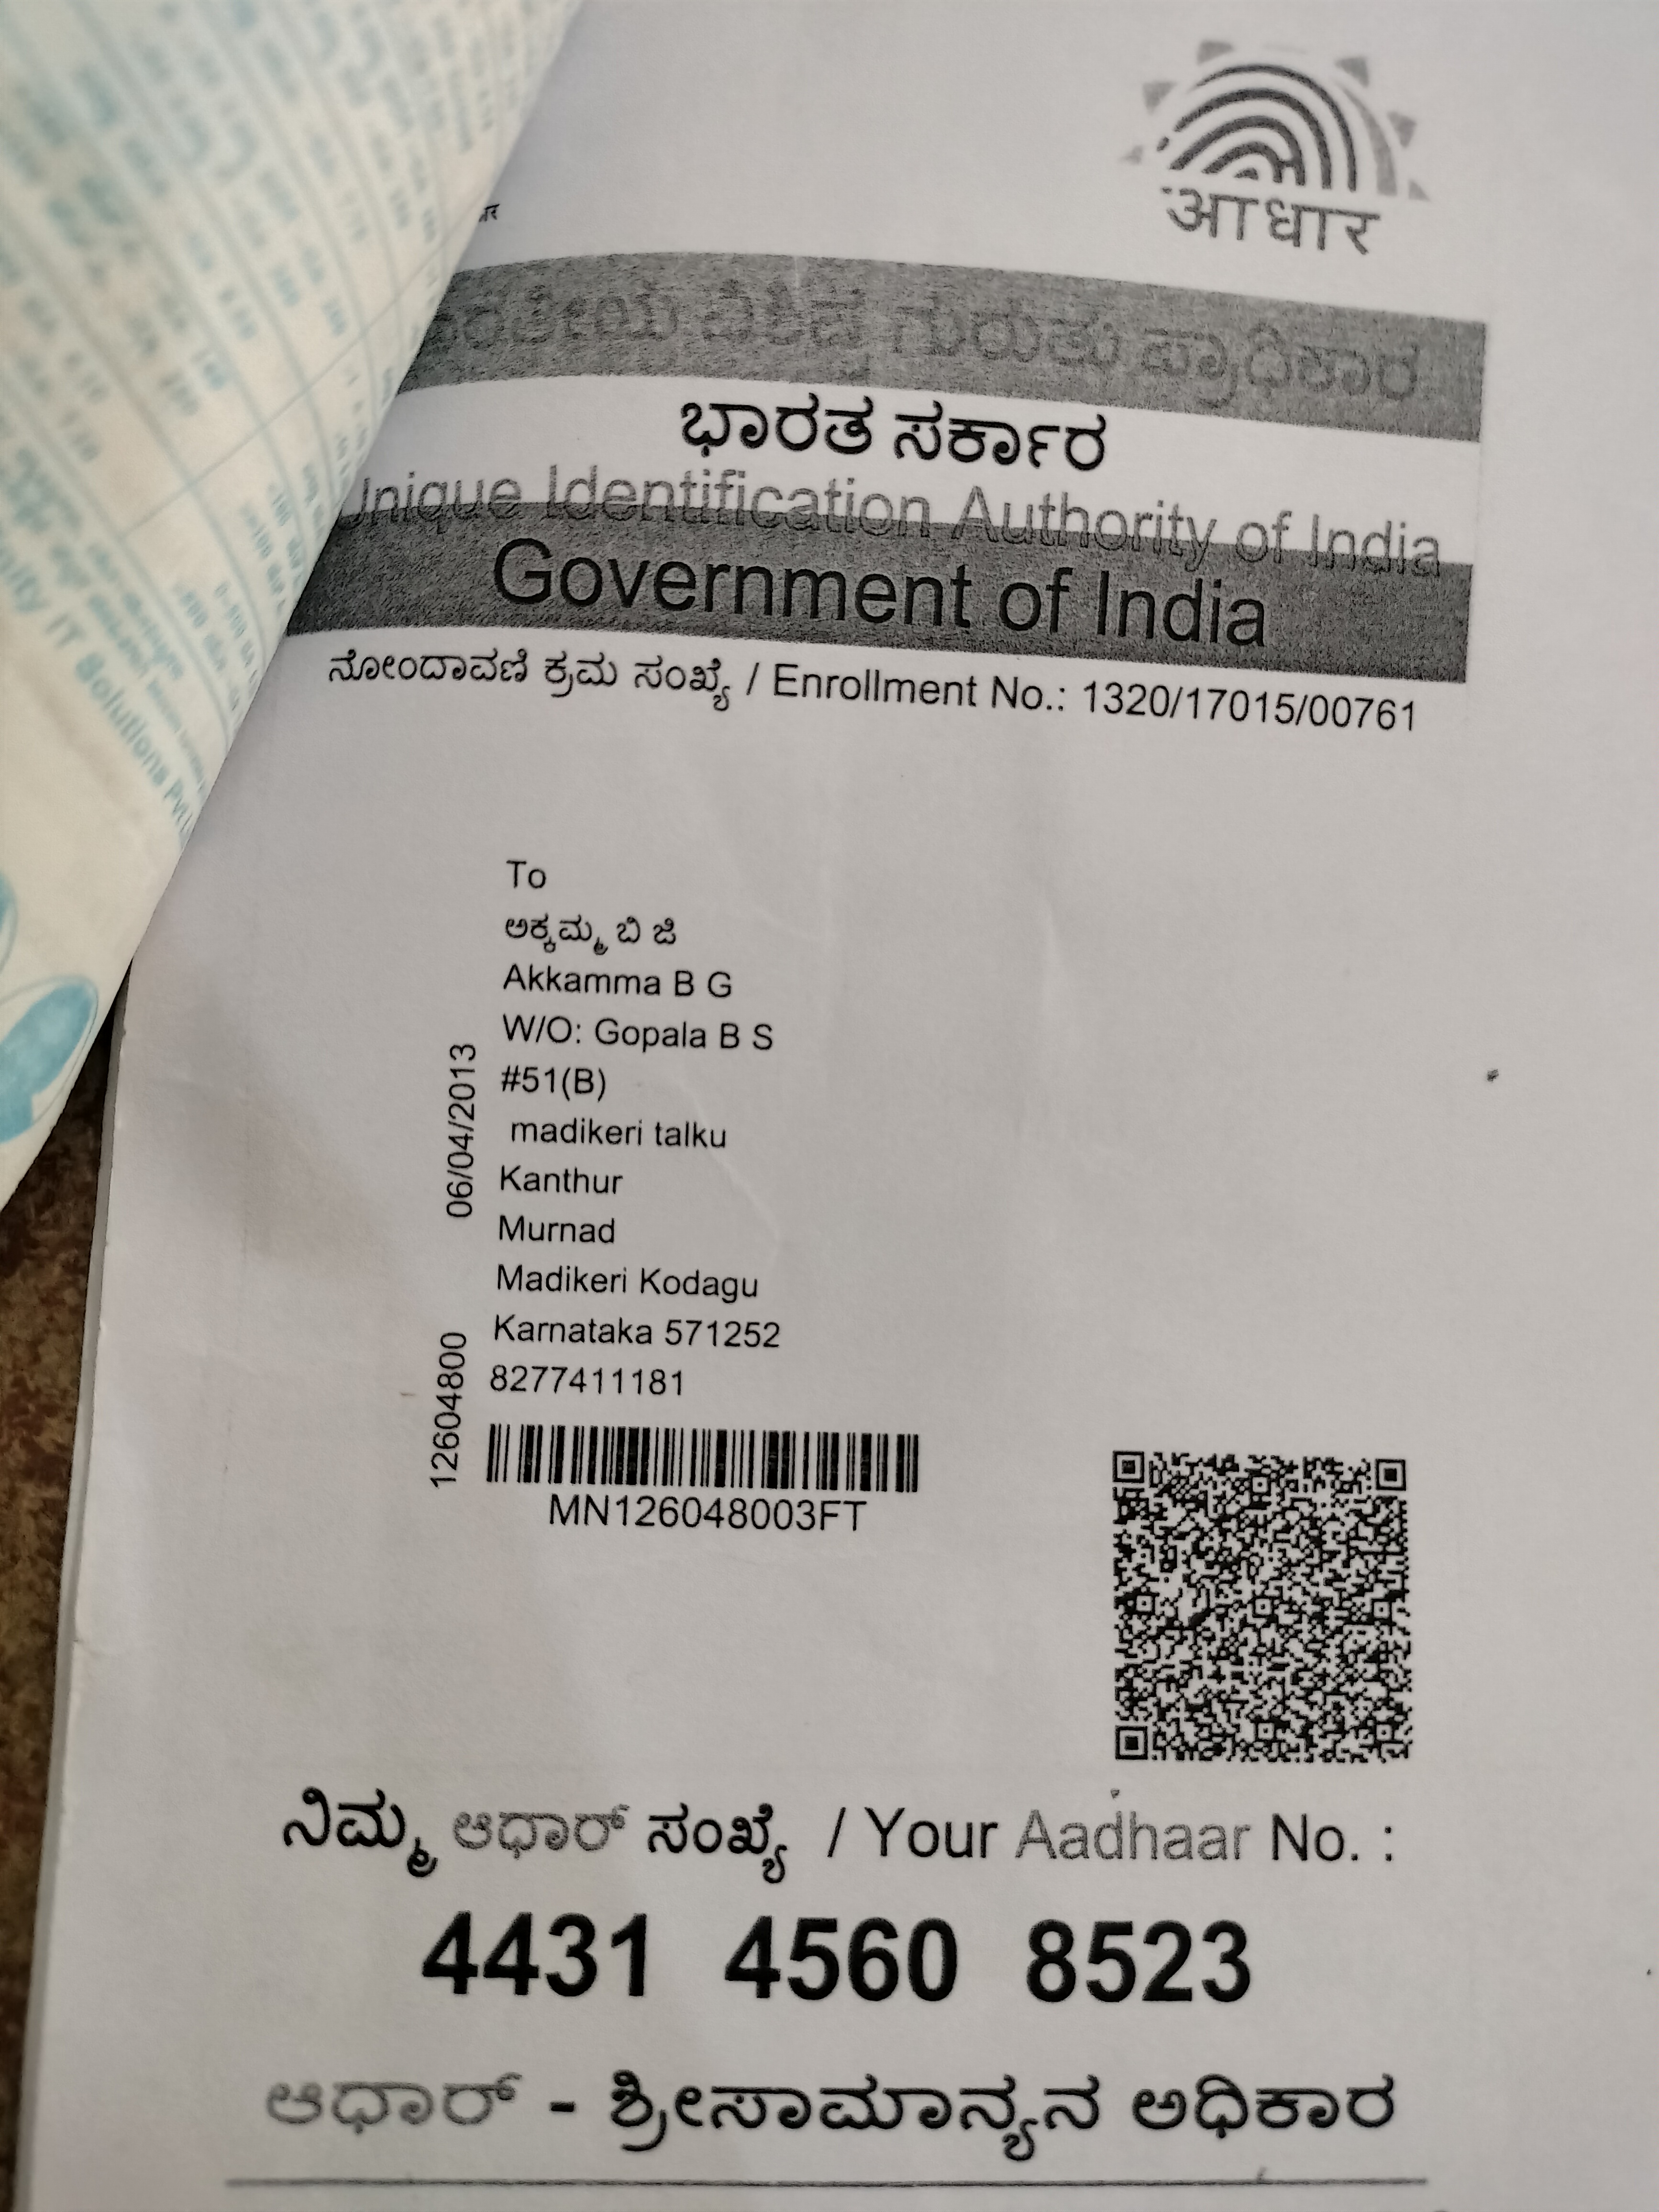 आधार
ಭಾರತೀಯ ವಿಶಿಷ್ಟ ಗುರುತು ಪ್ರಾಧಿಕಾರ
ಭಾರತ ಸರ್ಕಾರ
Unique Identification Authority of India
Government of India
ನೋಂದಾವಣಿ ಕ್ರಮ ಸಂಖ್ಯೆ / Enrollment No.: 1320/17015/00761
To
ಅಕ್ಕಮ್ಮ ಬಿ ಜಿ
Akkamma B G
W/O: Gopala B S
#51(B)
madikeri talku
Kanthur
Murnad
Madikeri Kodagu
Karnataka 571252
8277411181
06/04/2013
12604800
MN126048003FT
ನಿಮ್ಮ ಆಧಾರ್ ಸಂಖ್ಯೆ / Your Aadhaar No. :
4431 4560 8523
ಆಧಾರ್ - ಶ್ರೀಸಾಮಾನ್ಯನ ಅಧಿಕಾರ